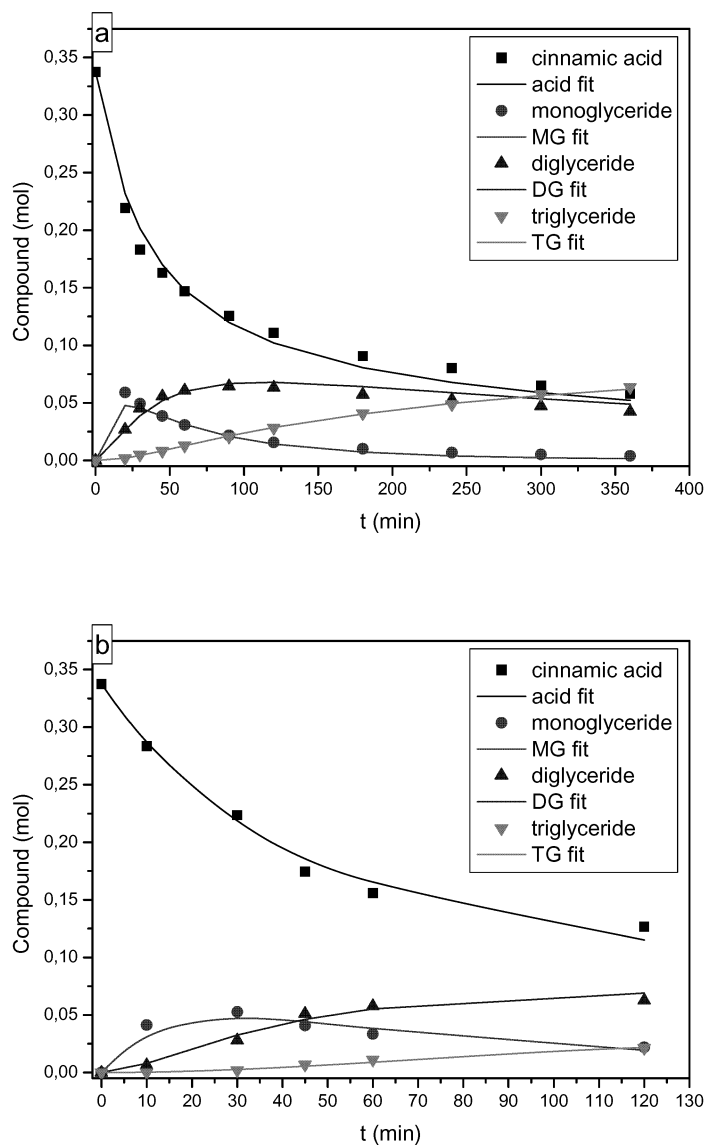 a
0,35
0,30
0,25
0,20
0,15
0,10
0,05
0,00
Compound (mol)
cinnamic acid
acid fit
monoglyceride
MG fit
diglyceride
DG fit
triglyceride
TG fit
0 50 100 150 200 250 300 350 400
t (min)
b
0,35
0,30
0,25
0,20
0,15
0,10
0,05
0,00
Compound (mol)
cinnamic acid
acid fit
monoglyceride
MG fit
diglyceride
DG fit
triglyceride
TG fit
0 10 20 30 40 50 60 70 80 90 100 110 120 130
t (min)